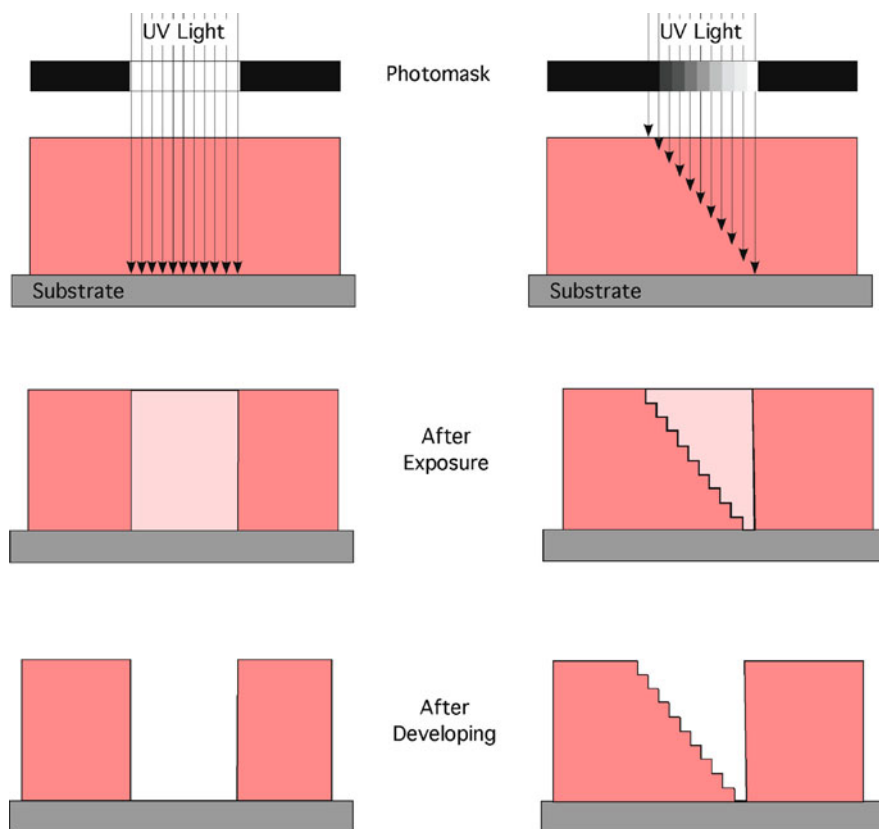 UV Light
UV Light
Photomask
Substrate
Substrate
After
Exposure
After
Developing